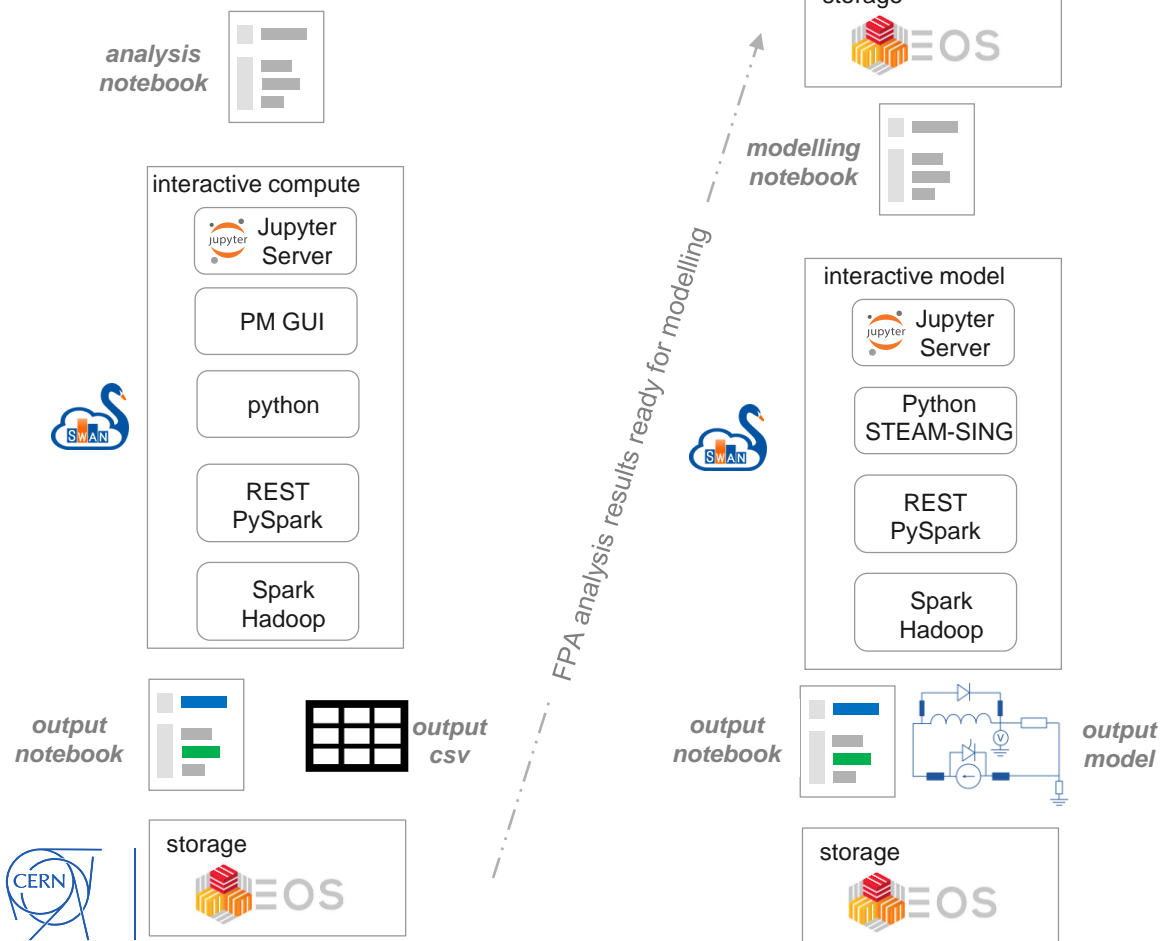 analysis
notebook
interactive compute
Jupyter
Jupyter
Server
PM GUI
python
SWAN
REST
PySpark
Spark
Hadoop
output
notebook
output
csv
storage
EOS
CERN
FPA analysis results ready for modelling
storage
EOS
modelling
notebook
interactive model
Jupyter
Jupyter
Server
Python
STEAM-SING
SWAN
REST
PySpark
Spark
Hadoop
output
notebook
V
output
model
storage
EOS